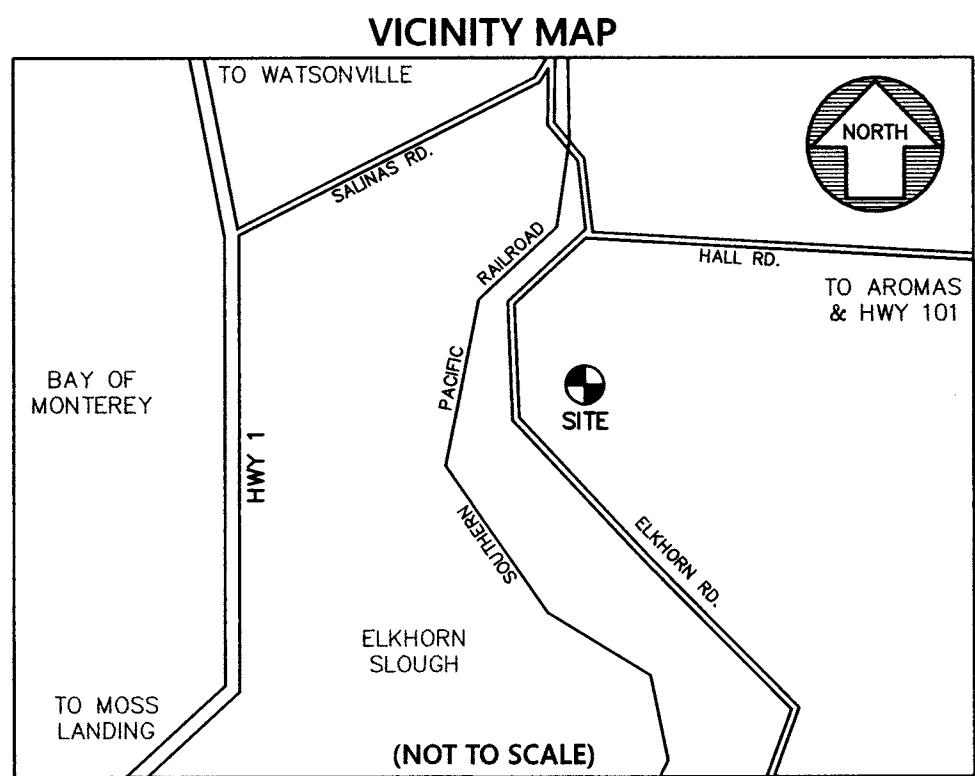 VICINITY MAP
TO WATSONVILLE
NORTH
SALINAS RD.
RAILROAD
HALL RD.
TO AROMAS
& HWY 101
BAY OF
MONTEREY
PACIFIC
SITE
HWY 1
SOUTHERN
ELKHORN RD.
ELKHORN
SLOUGH
TO MOSS
LANDING
(NOT TO SCALE)